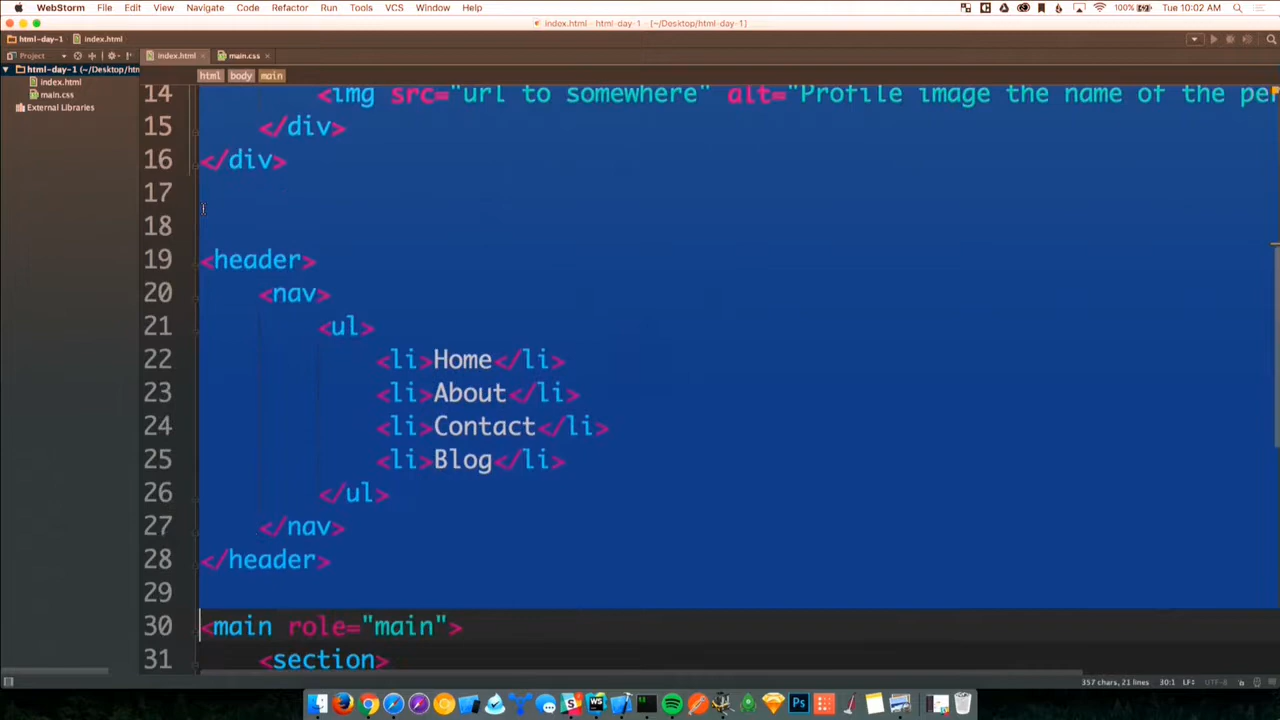 WebStorm File Edit View Navigate Code Refactor Run Tools VCS Window Help 100% Tue 10:02 AM
index.html - html-day-1 - [~/Desktop/html-day-1]
html-day-1 index.html
Project index.html main.css
html-day-1 (~/Desktop/htm
html body main
index.html
main.css
External Libraries
14 <img src="url to somewhere" alt="Profile image the name of the per
15 </div>
16 </div>
17
18
19 <header>
20 <nav>
21 <ul>
22 <li>Home</li>
23 <li>About</li>
24 <li>Contact</li>
25 <li>Blog</li>
26 </ul>
27 </nav>
28 </header>
29
30 <main role="main">
31 <section>
357 chars, 21 lines 30:1 LF÷ UTF-8